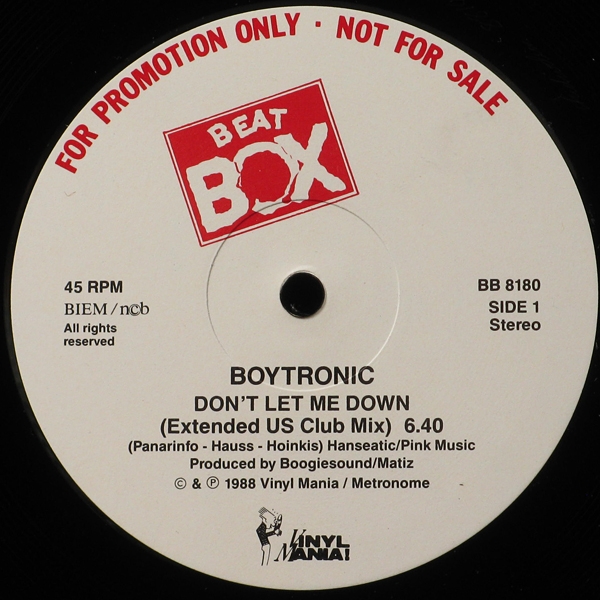 FOR PROMOTION ONLY · NOT FOR SALE
BEAT
BOX
45 RPM
BIEM / ncb
All rights
reserved
BB 8180
SIDE 1
Stereo
BOYTRONIC
DON'T LET ME DOWN
(Extended US Club Mix) 6.40
(Panarinfo - Hauss - Hoinkis) Hanseatic/Pink Music
Produced by Boogiesound/Matiz
© & ℗ 1988 Vinyl Mania / Metronome
VINYL
MANIA!